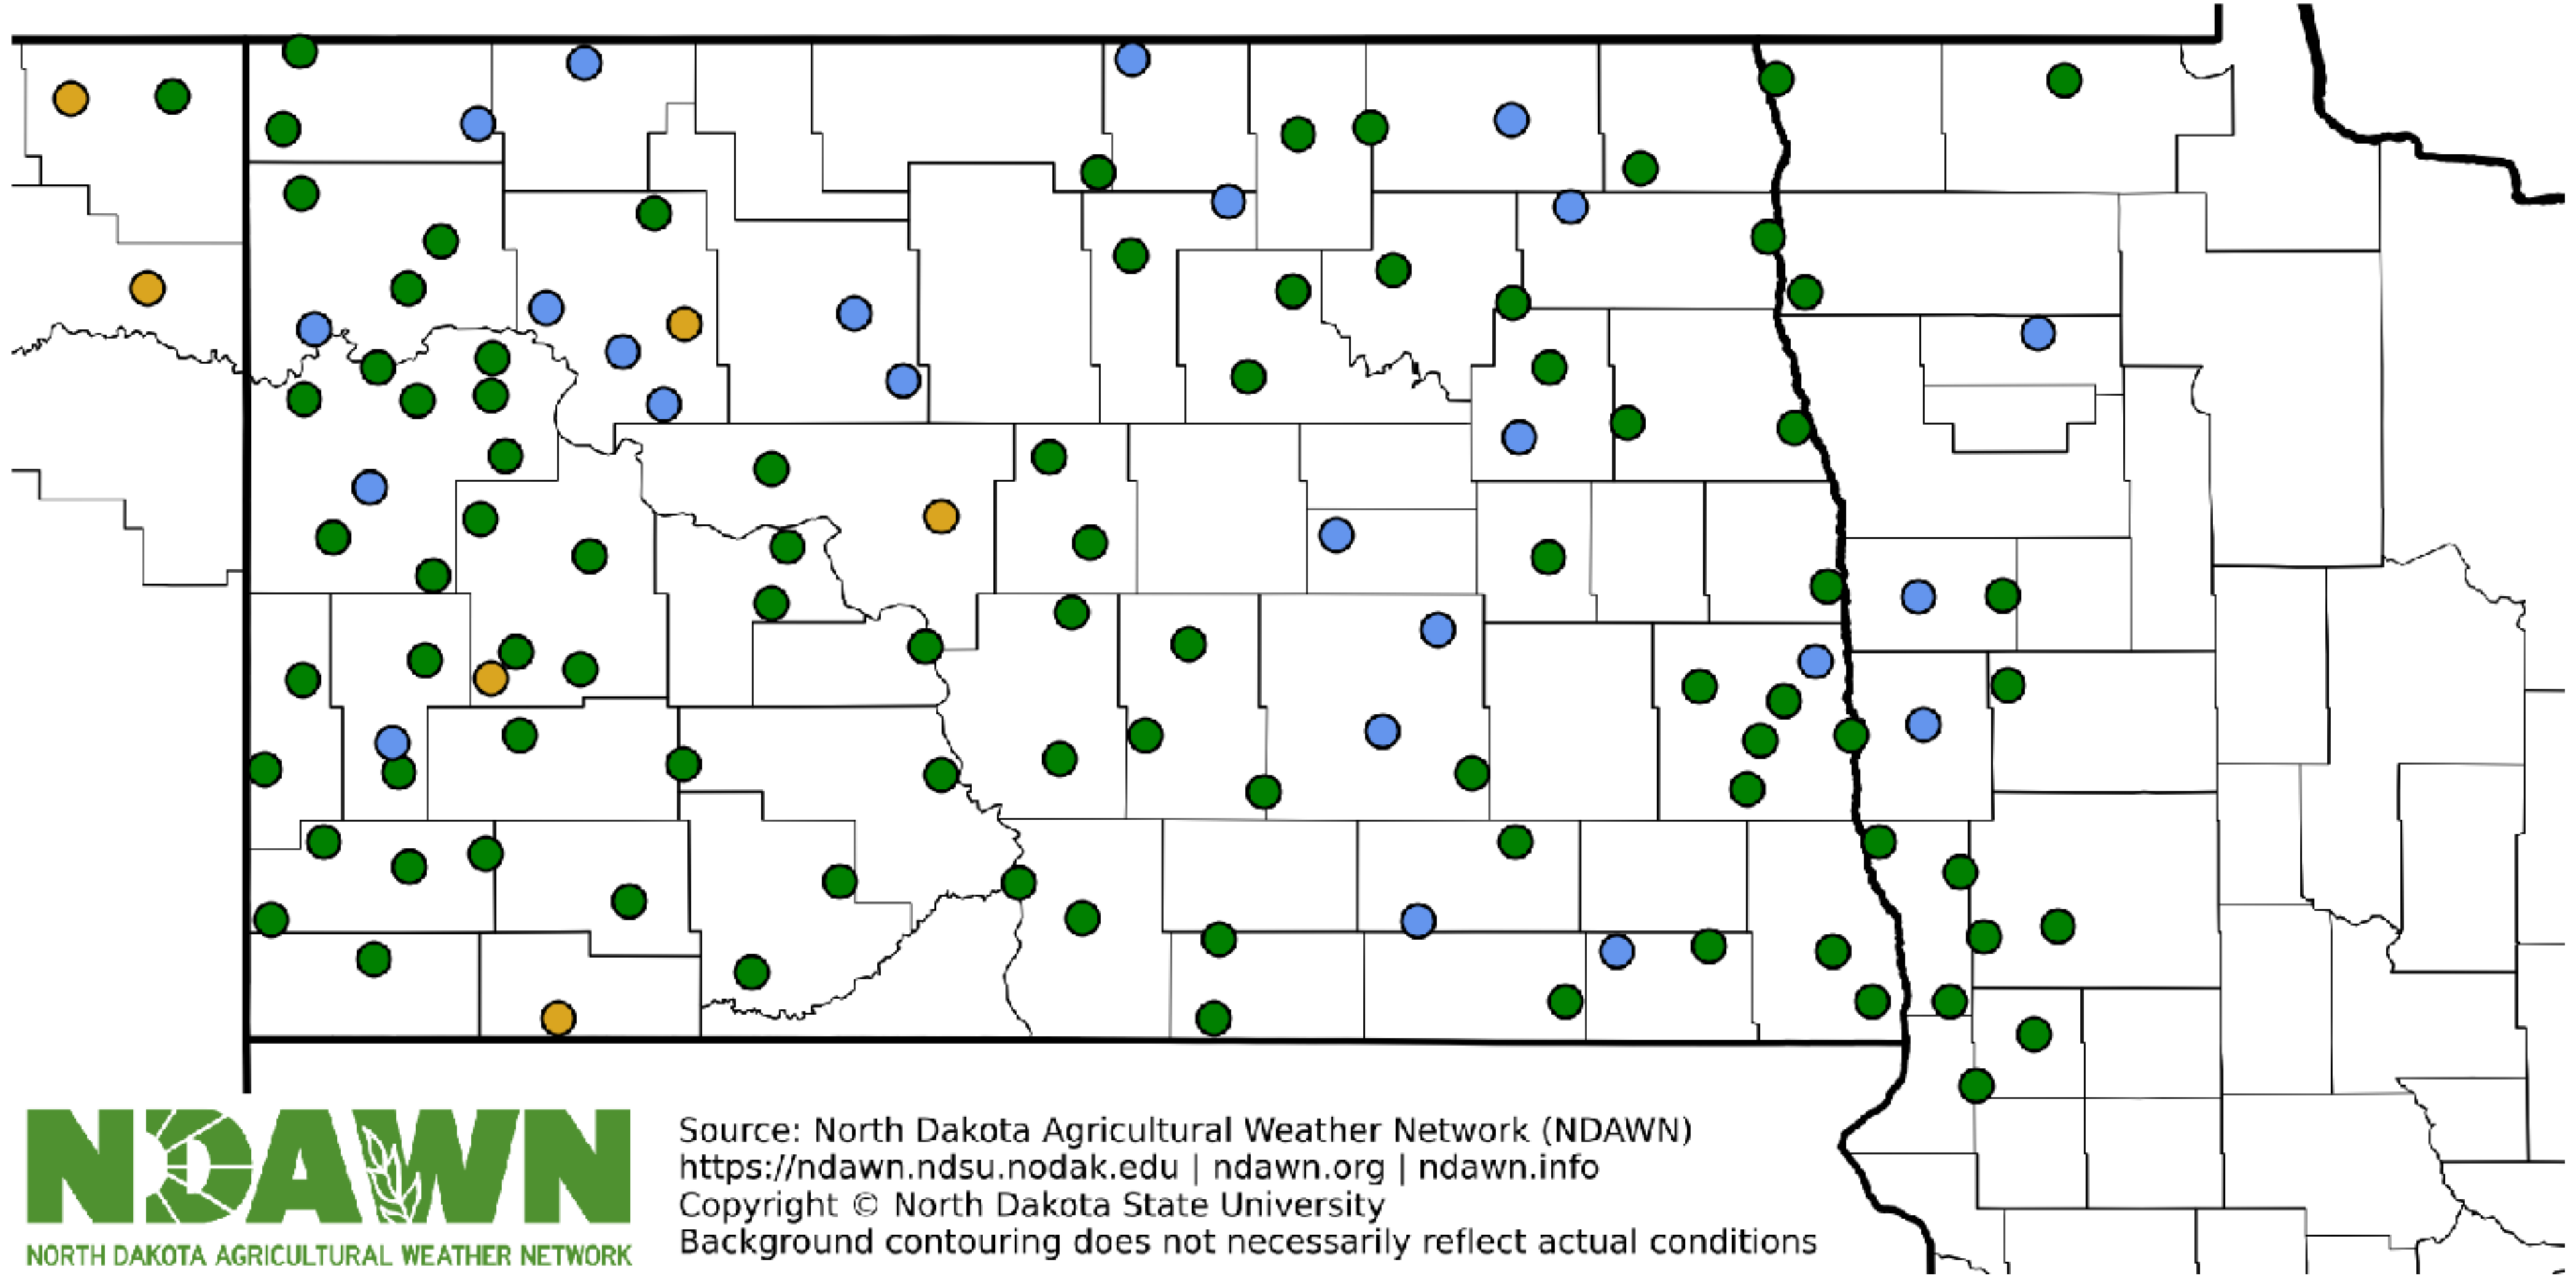 NDAWN
NORTH DAKOTA AGRICULTURAL WEATHER NETWORK
Source: North Dakota Agricultural Weather Network (NDAWN)
https://ndawn.ndsu.nodak.edu | ndawn.org | ndawn.info
Copyright © North Dakota State University
Background contouring does not necessarily reflect actual conditions